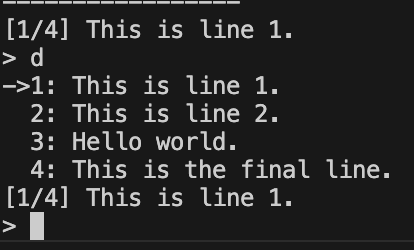 [1/4] This is line 1.
> d
->1: This is line 1.
  2: This is line 2.
  3: Hello world.
  4: This is the final line.
[1/4] This is line 1.
>